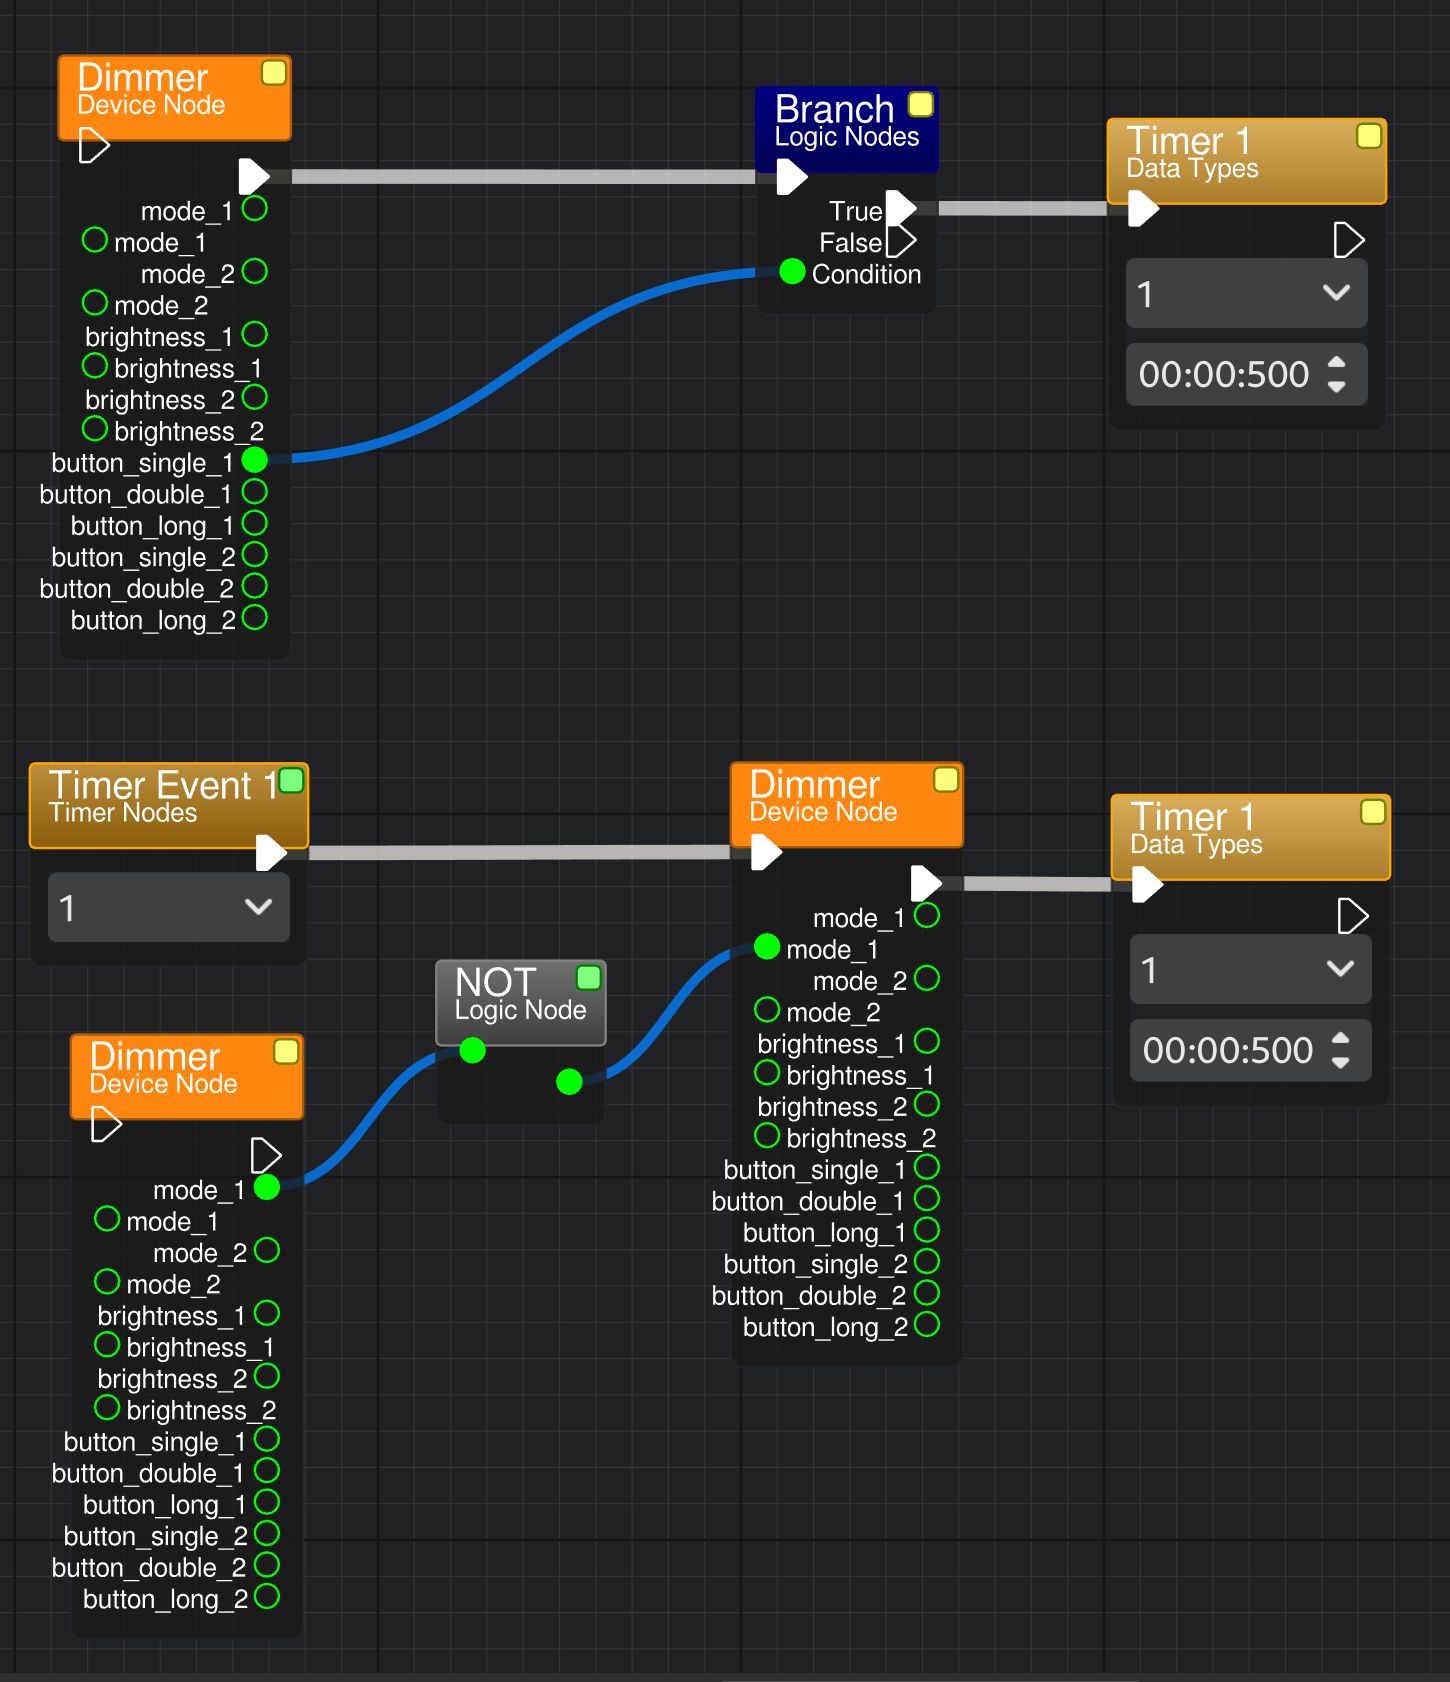 Dimmer
Device Node
mode_1
mode_1
mode_2
mode_2
brightness_1
brightness_1
brightness_2
brightness_2
button_single_1
button_double_1
button_long_1
button_single_2
button_double_2
button_long_2
Branch
Logic Nodes
True
False
Condition
Timer 1
Data Types
1
00:00:500
Timer Event 1
Timer Nodes
1
Dimmer
Device Node
mode_1
mode_1
mode_2
mode_2
brightness_1
brightness_1
brightness_2
brightness_2
button_single_1
button_double_1
button_long_1
button_single_2
button_double_2
button_long_2
NOT
Logic Node
Dimmer
Device Node
mode_1
mode_1
mode_2
mode_2
brightness_1
brightness_1
brightness_2
brightness_2
button_single_1
button_double_1
button_long_1
button_single_2
button_double_2
button_long_2
Timer 1
Data Types
1
00:00:500